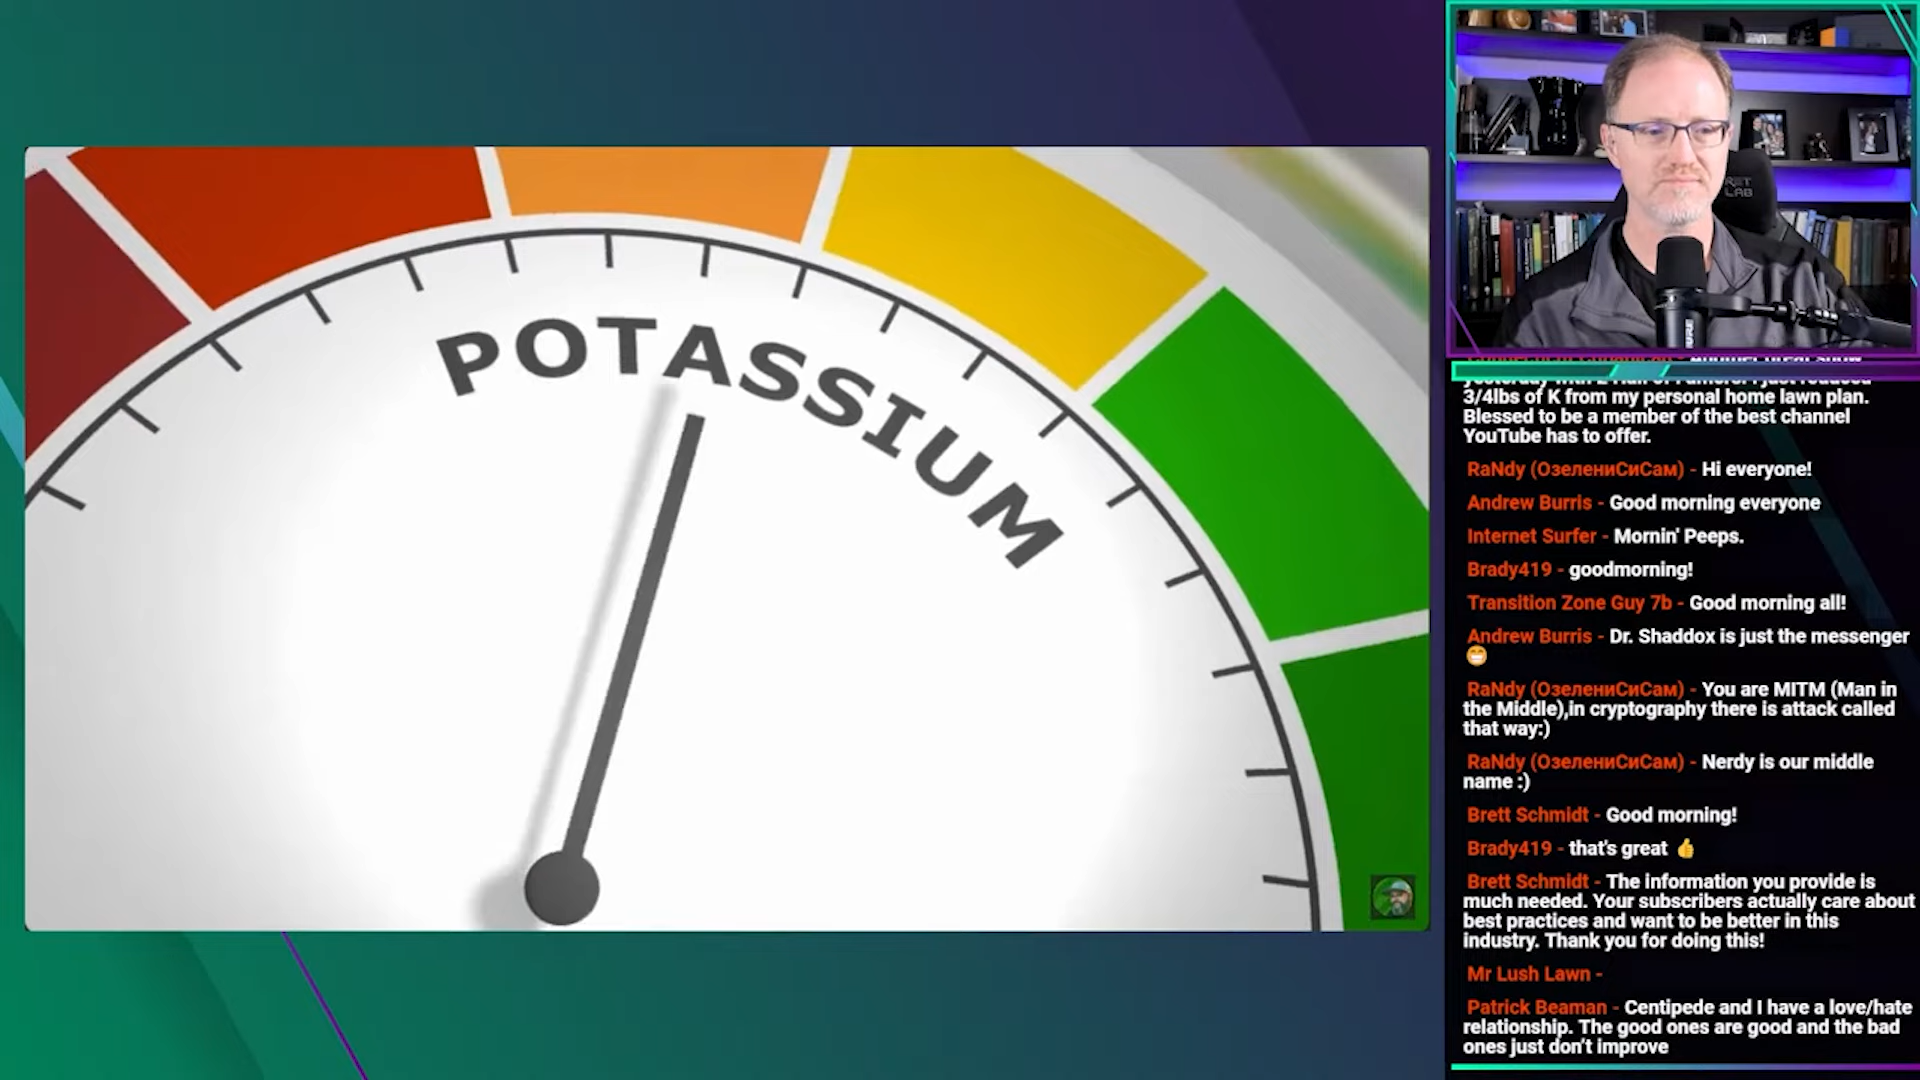 POTASSIUM
RET
LAB
3/4lbs of K from my personal home lawn plan.
Blessed to be a member of the best channel
YouTube has to offer.
RaNdy (ОзелениСиСам) - Hi everyone!
Andrew Burris - Good morning everyone
Internet Surfer - Mornin' Peeps.
Brady419 - goodmorning!
Transition Zone Guy 7b - Good morning all!
Andrew Burris - Dr. Shaddox is just the messenger
😁
RaNdy (ОзелениСиСам) - You are MITM (Man in
the Middle),in cryptography there is attack called
that way:)
RaNdy (ОзелениСиСам) - Nerdy is our middle
name :)
Brett Schmidt - Good morning!
Brady419 - that's great 👍
Brett Schmidt - The information you provide is
much needed. Your subscribers actually care about
best practices and want to be better in this
industry. Thank you for doing this!
Mr Lush Lawn -
Patrick Beaman - Centipede and I have a love/hate
relationship. The good ones are good and the bad
ones just don't improve